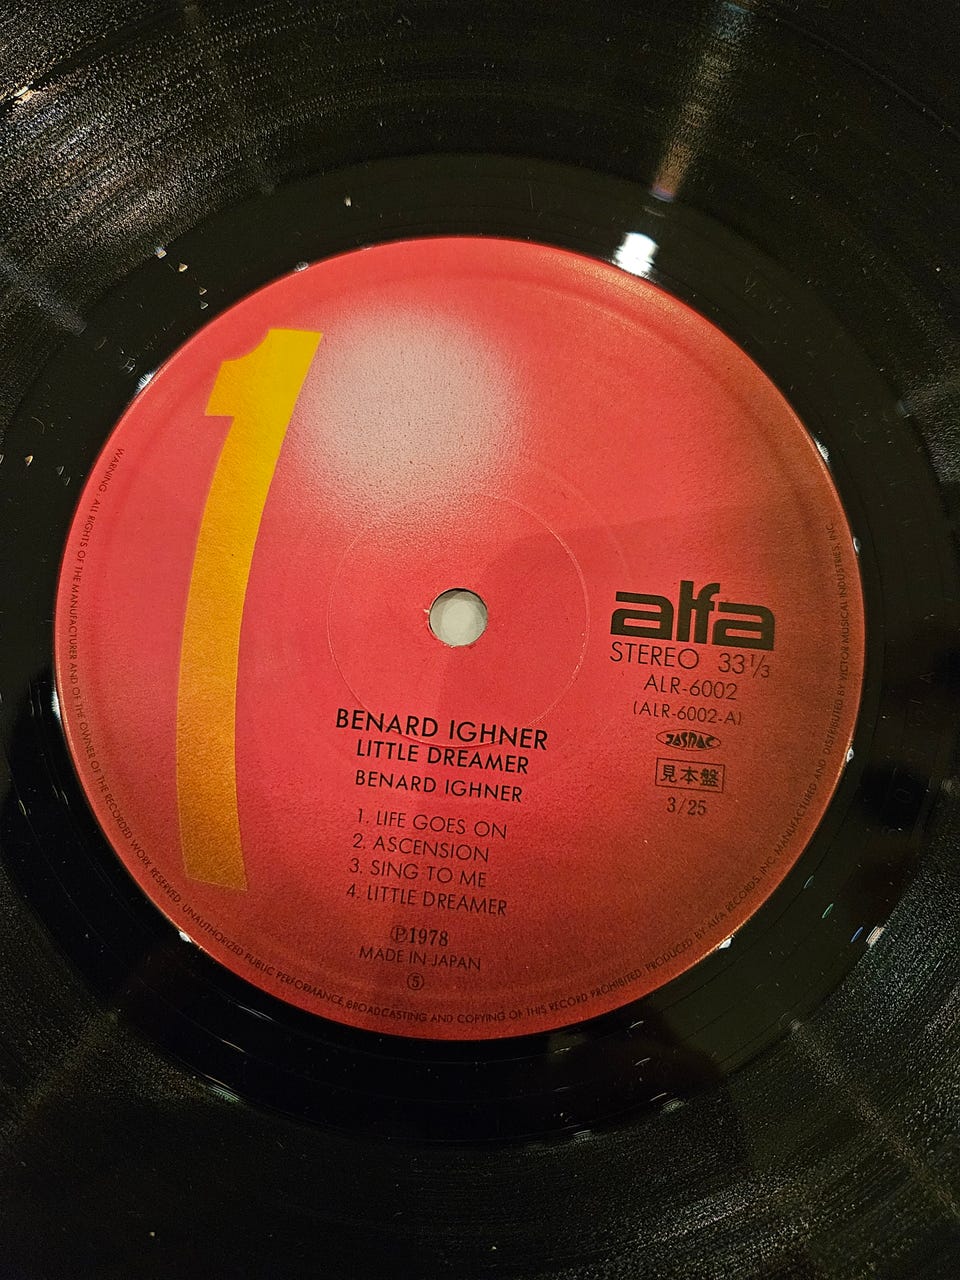 1
alfa
STEREO 33⅓
ALR-6002
(ALR-6002-A)
JASRAC
見本盤
3/25
BENARD IGHNER
LITTLE DREAMER
BENARD IGHNER
1. LIFE GOES ON
2. ASCENSION
3. SING TO ME
4. LITTLE DREAMER
Ⓟ1978
MADE IN JAPAN
⑤
WARNING: ALL RIGHTS OF THE MANUFACTURER AND OF THE OWNER OF THE RECORDED WORK RESERVED. UNAUTHORIZED PUBLIC PERFORMANCE, BROADCASTING AND COPYING OF THIS RECORD PROHIBITED. PRODUCED BY ALFA RECORDS, INC. MANUFACTURED AND DISTRIBUTED BY VICTOR MUSICAL INDUSTRIES, INC.